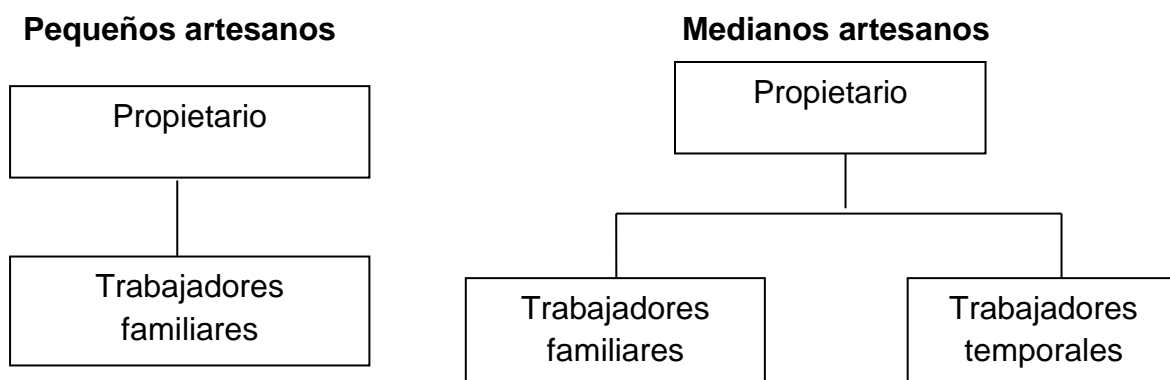 Pequeños artesanos
Propietario
Trabajadores
familiares
Medianos artesanos
Propietario
Trabajadores
familiares
Trabajadores
temporales